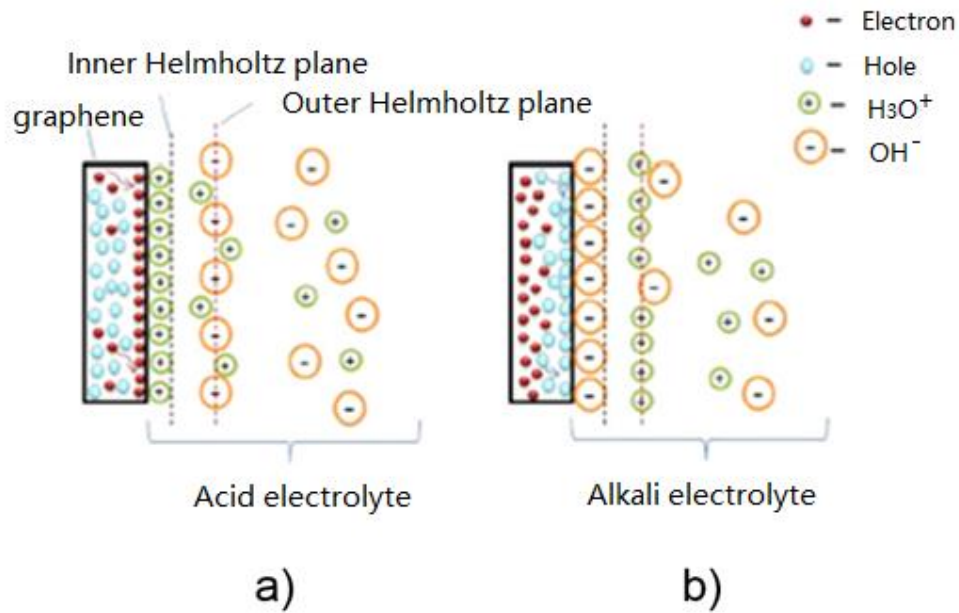 Inner Helmholtz plane
graphene
Outer Helmholtz plane
Electron
Hole
H₃O⁺
OH⁻
Acid electrolyte
Alkali electrolyte
a)
b)